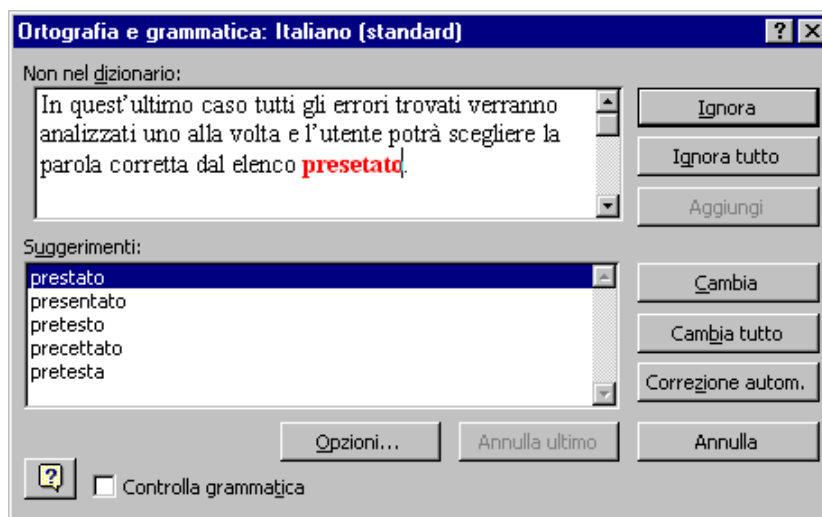 Ortografia e grammatica: Italiano (standard)
Non nel dizionario:
In quest'ultimo caso tutti gli errori trovati verranno
analizzati uno alla volta e l'utente potrà scegliere la
parola corretta dal elenco presetato.
Ignora
Ignora tutto
Aggiungi
Suggerimenti:
prestato
presentato
pretesto
precettato
pretesta
Cambia
Cambia tutto
Correzione autom.
Opzioni...
Annulla ultimo
Annulla
Controlla grammatica